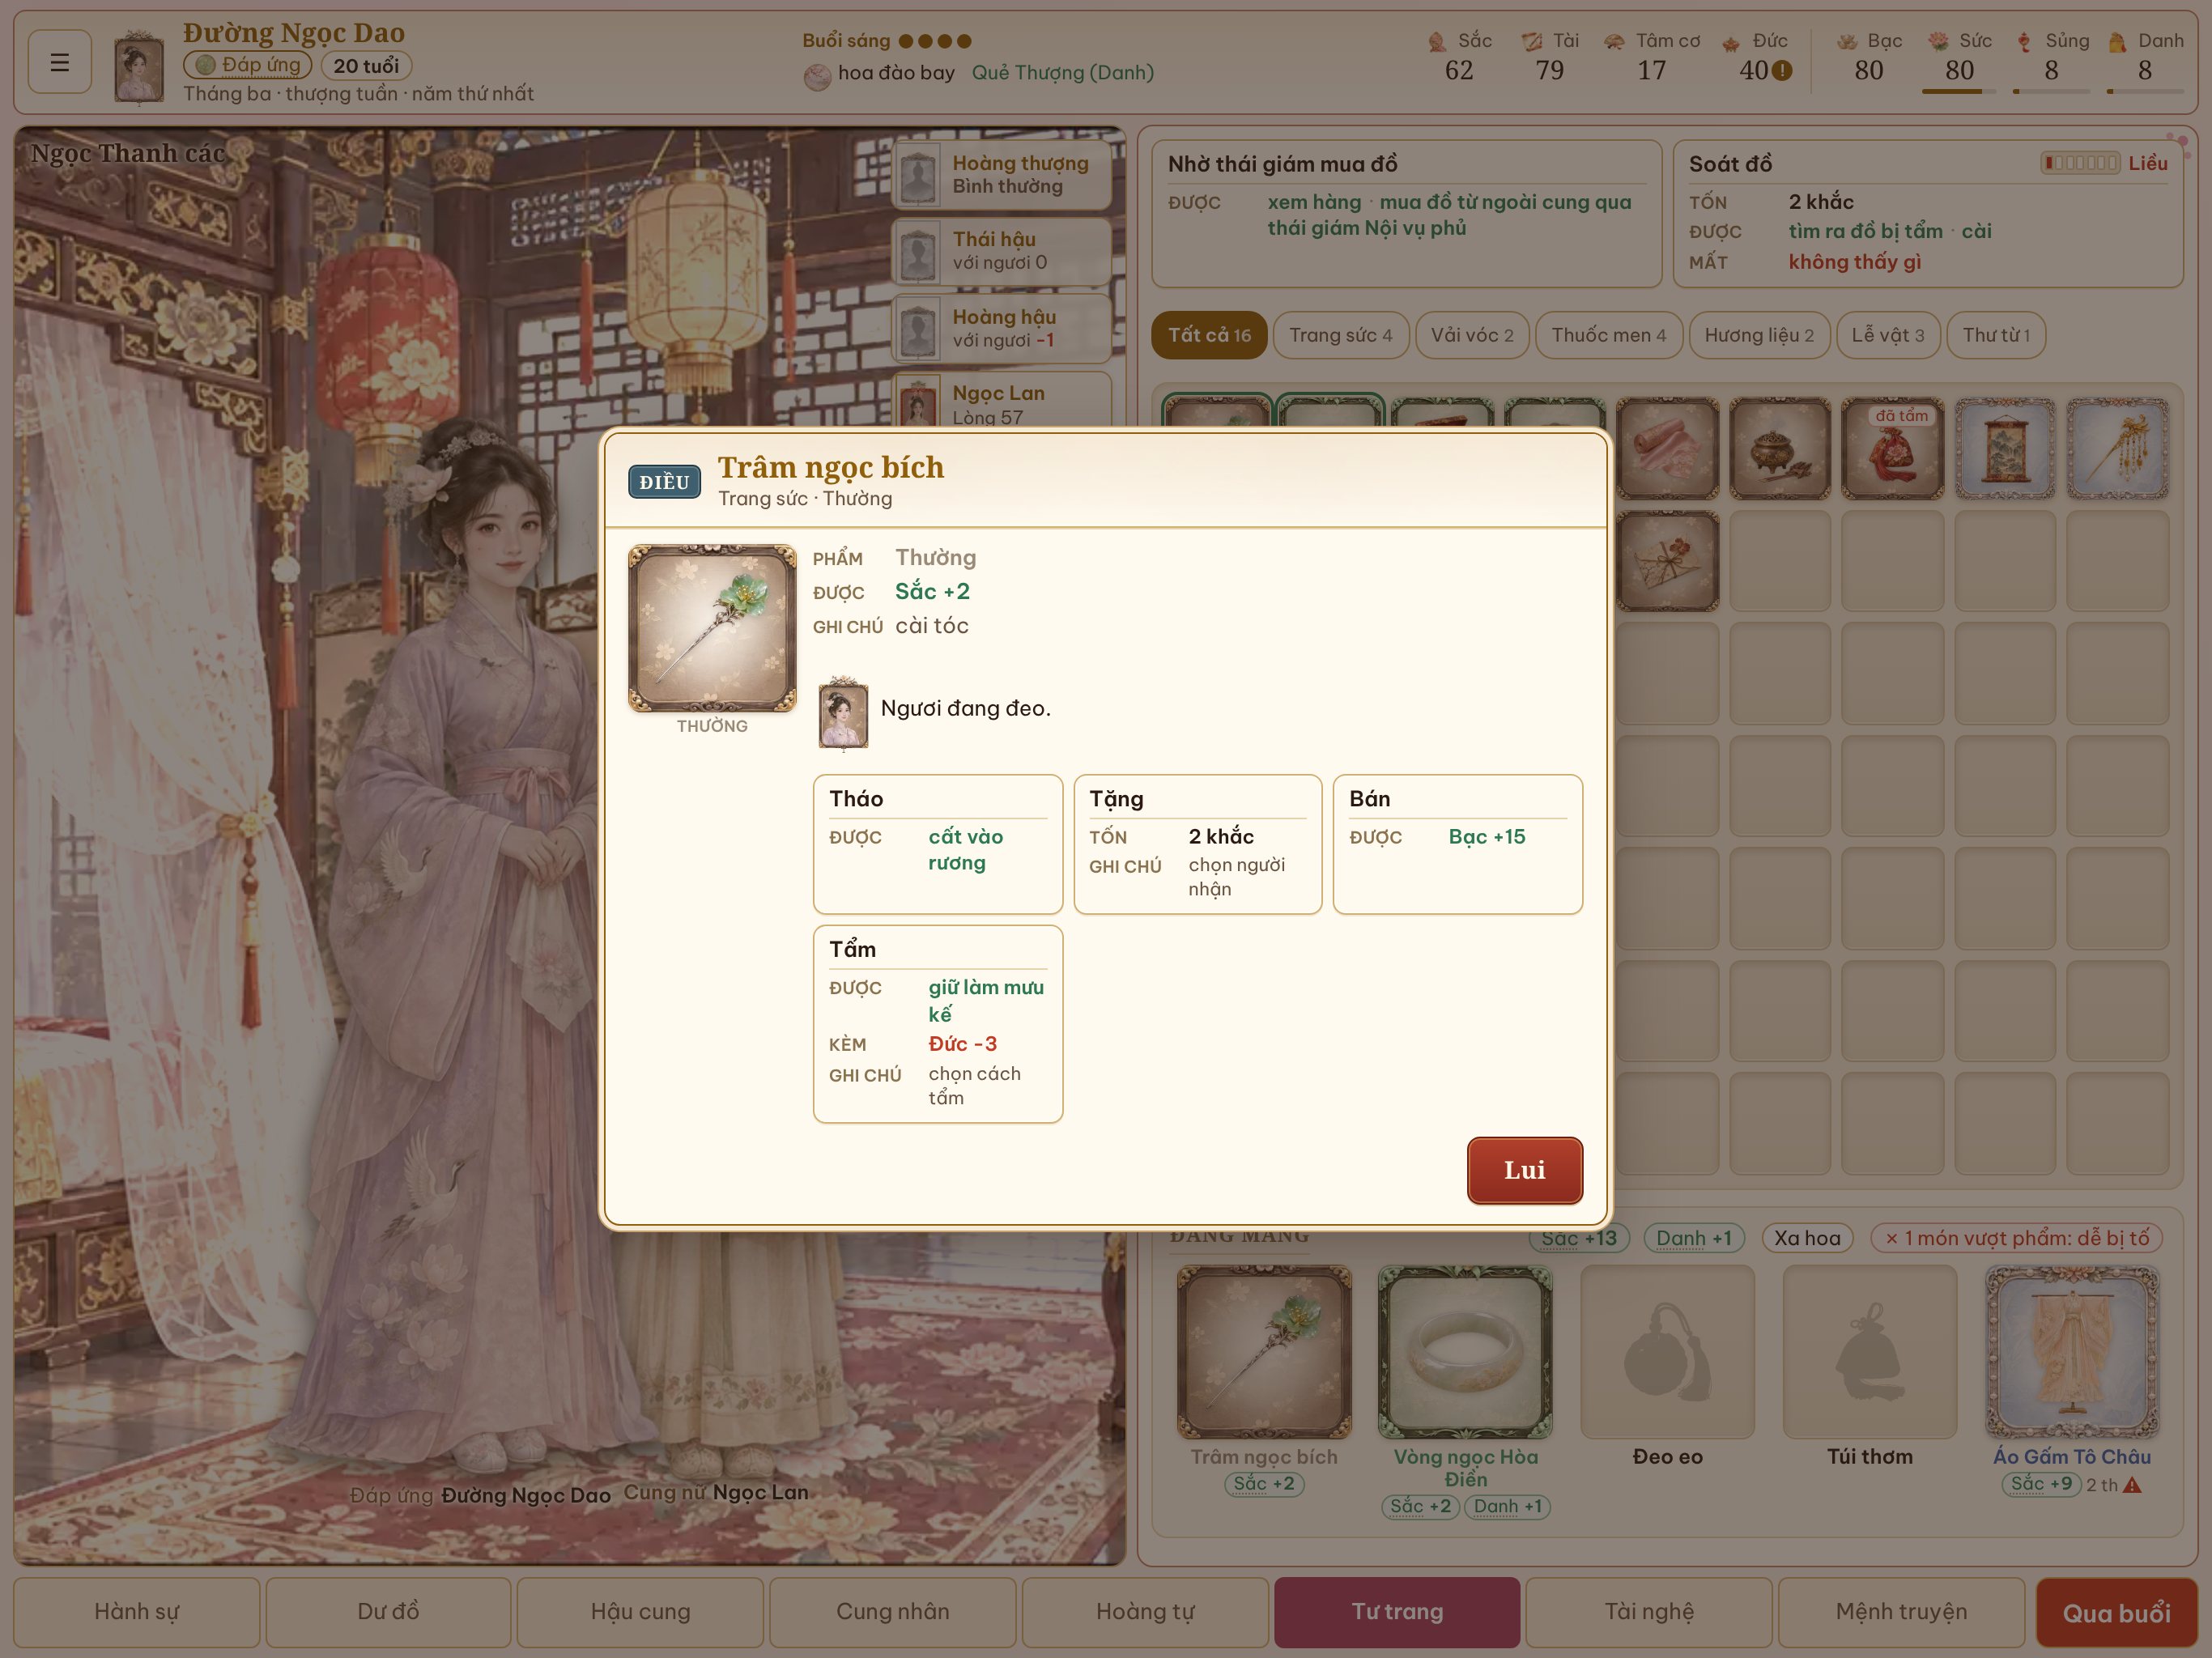 ☰
Đường Ngọc Dao
Đáp ứng 20 tuổi
Tháng ba · thượng tuần · năm thứ nhất
Buổi sáng
hoa đào bay Quẻ Thượng (Danh)
Sắc Tài Tâm cơ Đức Bạc Sức Sủng Danh
62 79 17 40 ! 80 80 8 8
Ngọc Thanh các
Hoàng thượng
Bình thường
Thái hậu
với ngươi 0
Hoàng hậu
với ngươi -1
Ngọc Lan
Lòng 57
Nhờ thái giám mua đồ
ĐƯỢC xem hàng · mua đồ từ ngoài cung qua
thái giám Nội vụ phủ
Soát đồ Liều
TỐN 2 khắc
ĐƯỢC tìm ra đồ bị tẩm · cài
MẤT không thấy gì
Tất cả 16 Trang sức 4 Vải vóc 2 Thuốc men 4 Hương liệu 2 Lễ vật 3 Thư từ 1
đã tẩm
ĐIỀU
Trâm ngọc bích
Trang sức · Thường
THƯỜNG
PHẨM Thường
ĐƯỢC Sắc +2
GHI CHÚ cài tóc
Ngươi đang đeo.
Tháo
ĐƯỢC cất vào
rương
Tặng
TỐN 2 khắc
GHI CHÚ chọn người
nhận
Bán
ĐƯỢC Bạc +15
Tẩm
ĐƯỢC giữ làm mưu
kế
KÈM Đức -3
GHI CHÚ chọn cách
tẩm
Lui
ĐANG MANG Sắc +13 Danh +1 Xa hoa × 1 món vượt phẩm: dễ bị tố
Trâm ngọc bích
Sắc +2
Vòng ngọc Hòa
Điền
Sắc +2 Danh +1
Đeo eo
Túi thơm
Áo Gấm Tô Châu
Sắc +9 2 th
Đáp ứng Đường Ngọc Dao Cung nữ Ngọc Lan
Hành sự Dư đồ Hậu cung Cung nhân Hoàng tự Tư trang Tài nghệ Mệnh truyện Qua buổi